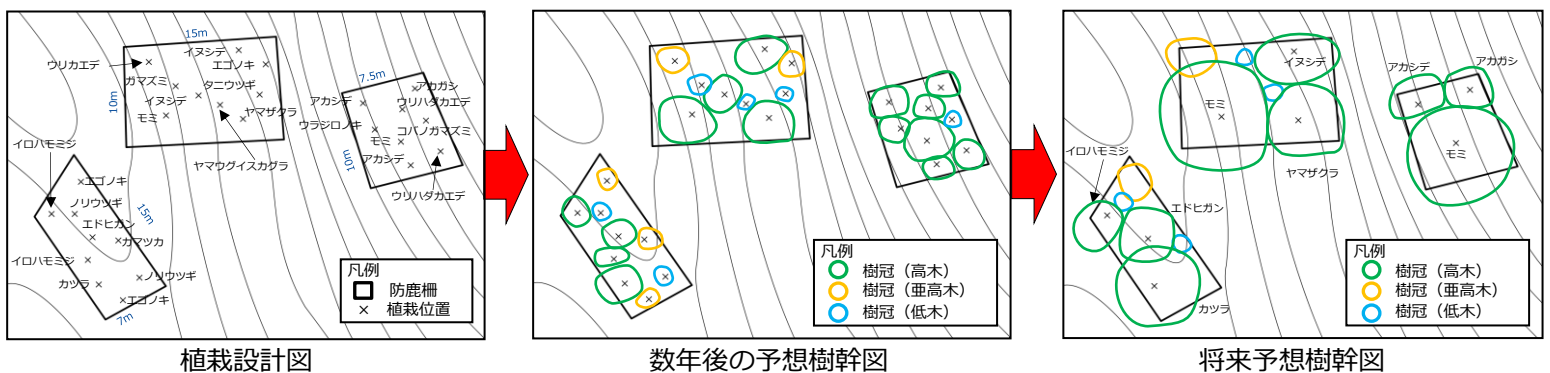 15m
イヌシデ
エゴノキ
ウリカエデ
ガマズミ
タニウツギ
イヌシデ
ヤマザクラ
モミ
10m
ヤマウグイスカグラ
7.5m
アカガシ
アカシデ
ウリハダカエデ
ウラジロノキ
コバノガマズミ
モミ
アカシデ
10m
ウリハダカエデ
イロハモミジ
エゴノキ
ノリウツギ
15m
エドヒガン
カマツカ
イロハモミジ
ノリウツギ
カツラ
エゴノキ
7m
凡例
防鹿柵
植栽位置
植栽設計図
凡例
樹冠（高木）
樹冠（亜高木）
樹冠（低木）
数年後の予想樹幹図
イヌシデ
モミ
ヤマザクラ
アカシデ
アカガシ
モミ
イロハモミジ
エドヒガン
カツラ
凡例
樹冠（高木）
樹冠（亜高木）
樹冠（低木）
将来予想樹幹図